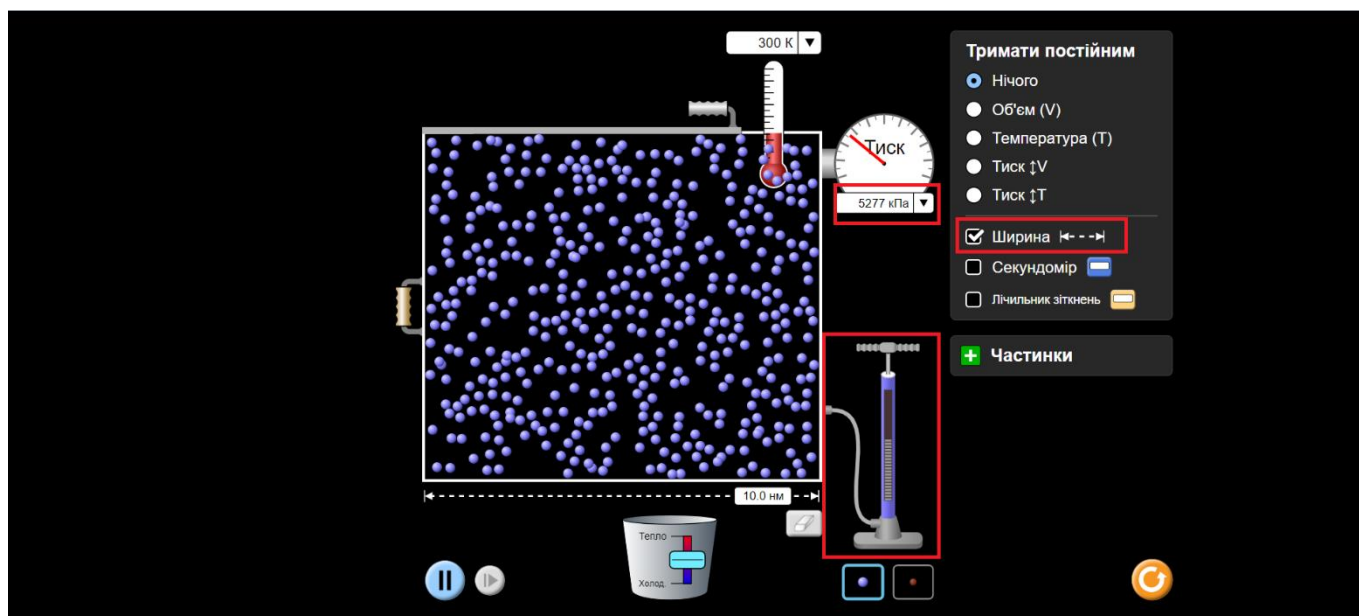 300 К
Тиск
5277 кПа
10.0 нм
Тепло
Холод
Тримати постійним
Нічого
Об'єм (V)
Температура (T)
Тиск ↕V
Тиск ↕T
Ширина
Секундомір
Лічильник зіткнень
Частинки